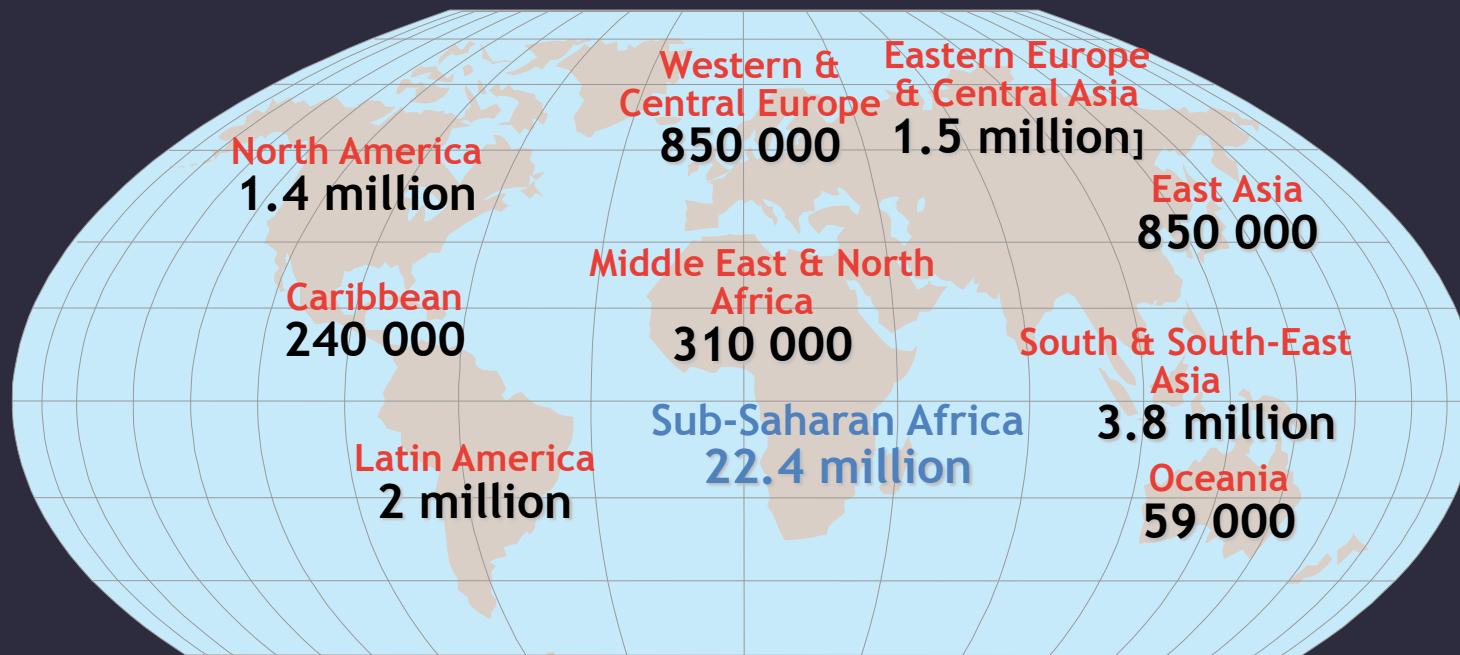 Western &
Central Europe
850 000
Eastern Europe
& Central Asia
1.5 million]
North America
1.4 million
East Asia
850 000
Middle East & North
Africa
310 000
Caribbean
240 000
South & South-East
Asia
3.8 million
Sub-Saharan Africa
22.4 million
Latin America
2 million
Oceania
59 000